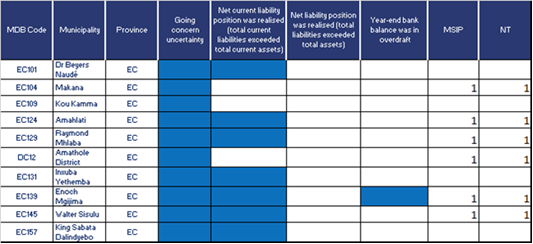 MDB Code Municipality Province Going concern uncertainty Net current liability position was realised (total current liabilities exceeded total current assets) Net liability position was realised (total liabilities exceeded total assets) Year-end bank balance was in overdraft MSIP NT
EC101 Dr Beyers Naudé EC
EC104 Makana EC 1 1
EC109 Kou Kamma EC
EC124 Amahlati EC 1 1
EC129 Raymond Mhlaba EC 1 1
DC12 Amathole District EC 1 1
EC131 Inxuba Yethemba EC
EC139 Enoch Mgijima EC 1 1
EC145 Walter Sisulu EC 1 1
EC157 King Sabata Dalindyebo EC